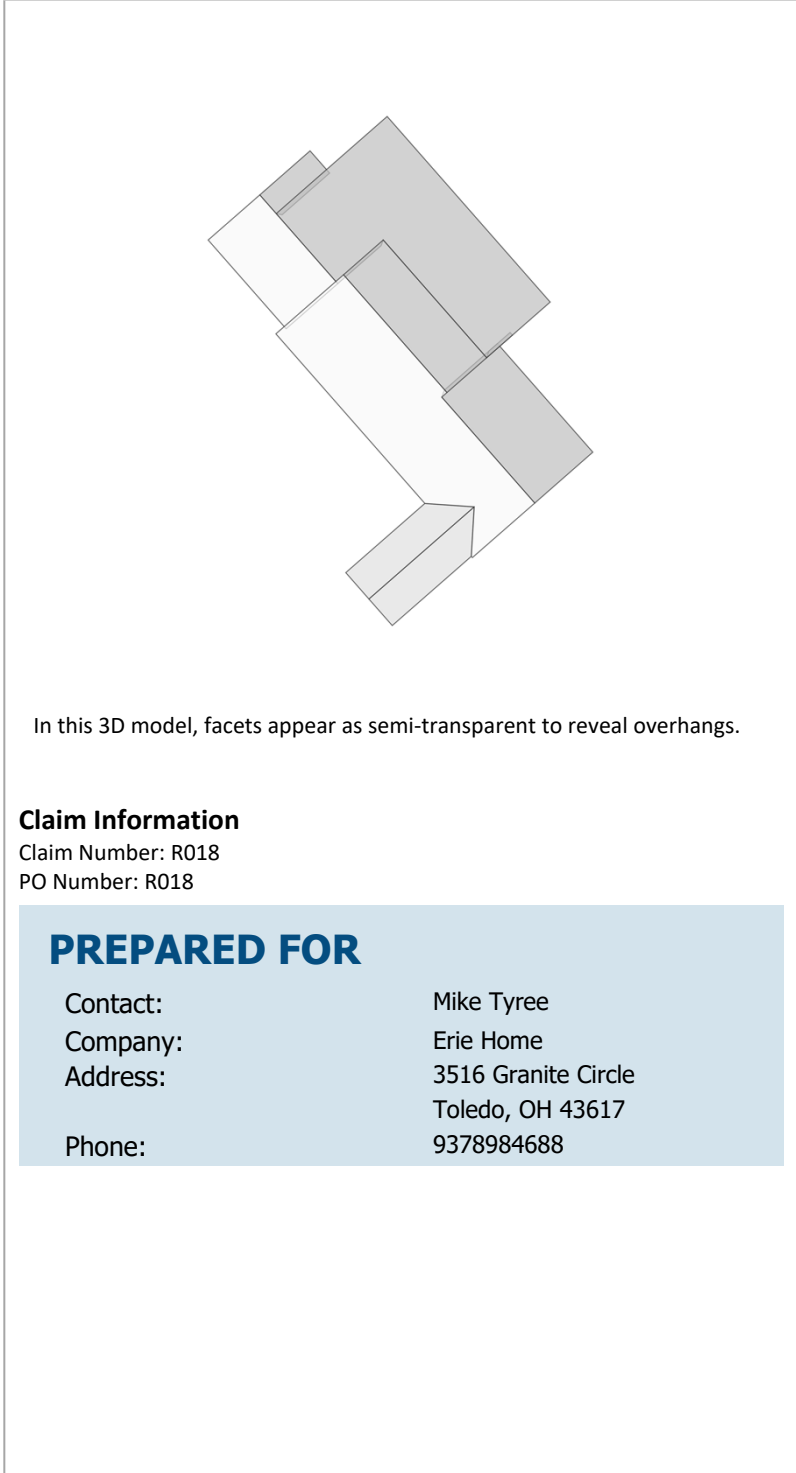 In this 3D model, facets appear as semi-transparent to reveal overhangs.
Claim Information
Claim Number: R018
PO Number: R018
PREPARED FOR
Contact: Mike Tyree
Company: Erie Home
Address: 3516 Granite Circle
Toledo, OH 43617
Phone: 9378984688